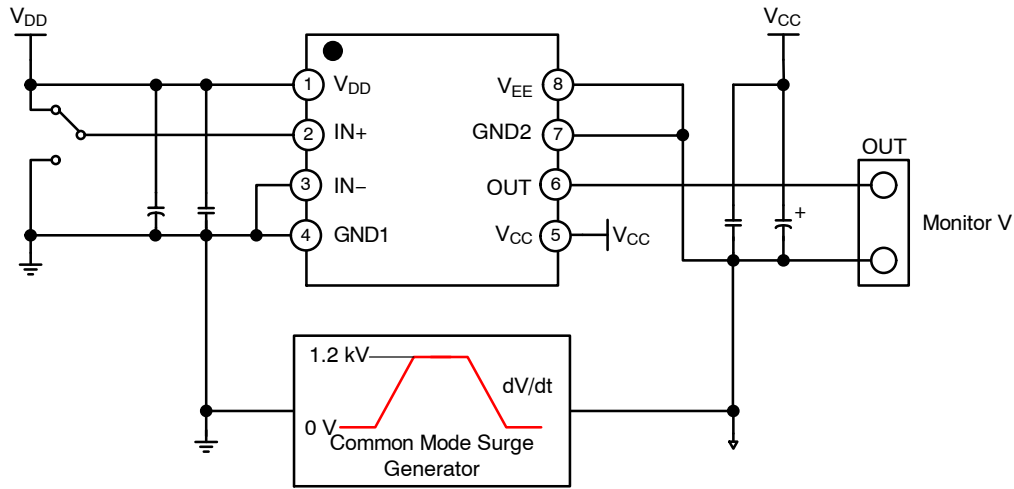 VDD
VCC
1 VDD
VEE 8
2 IN+
GND2 7
OUT
3 IN−
OUT 6
+
Monitor V
4 GND1
VCC 5
VCC
1.2 kV
dV/dt
0 V
Common Mode Surge
Generator